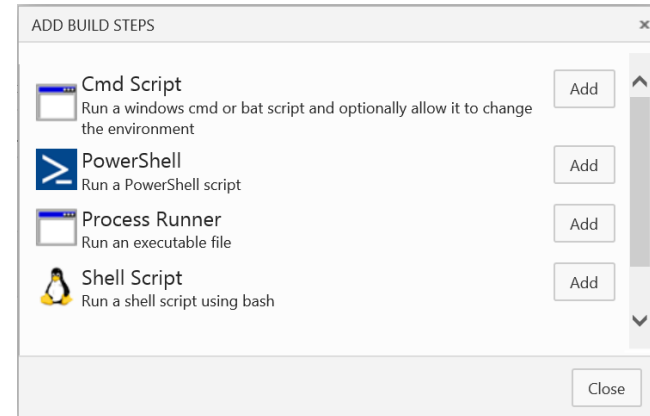 ADD BUILD STEPS
Cmd Script
Add
Run a windows cmd or bat script and optionally allow it to change
the environment
PowerShell
Add
Run a PowerShell script
Process Runner
Add
Run an executable file
Shell Script
Add
Run a shell script using bash
Close